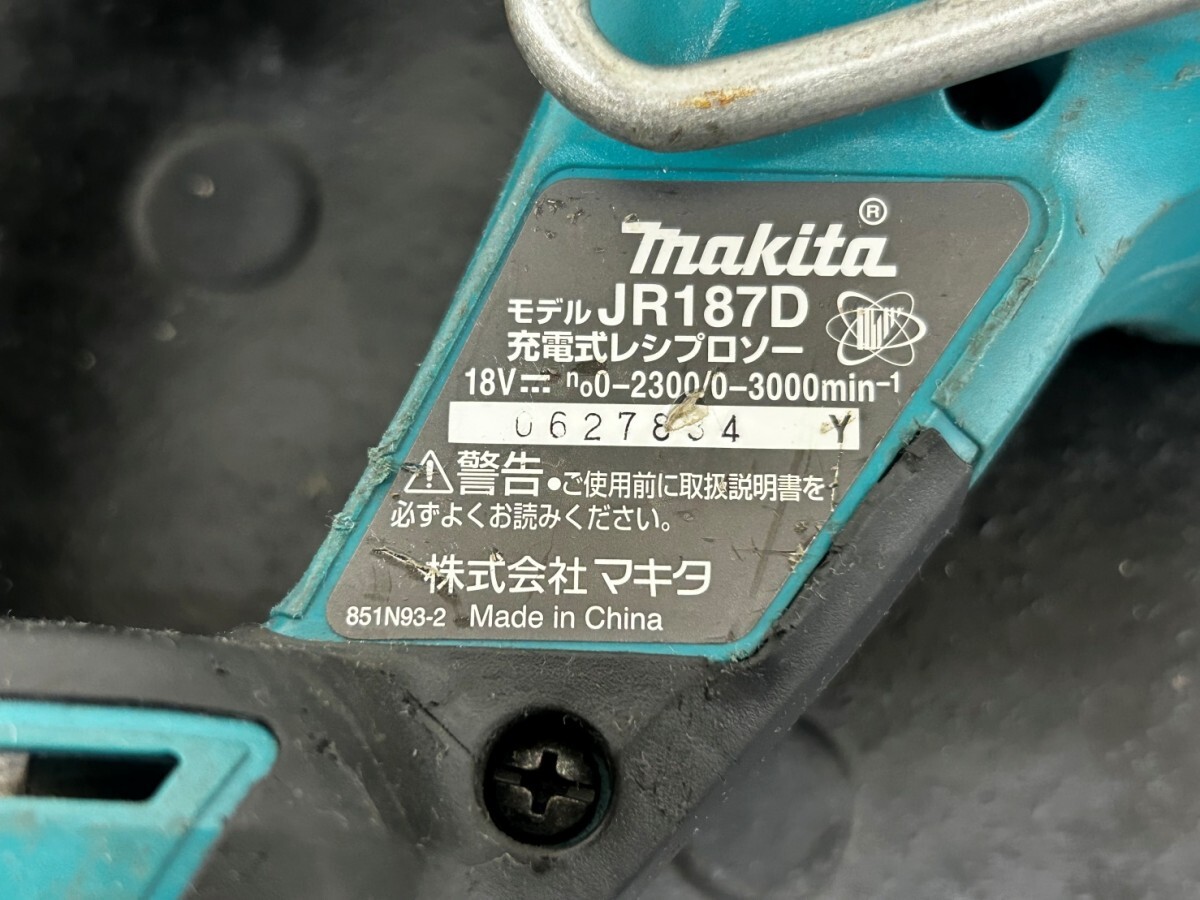 makita®
モデル JR187D
充電式レシプロソー
18V⎓ n₀0-2300/0-3000min-1
Y
⚠警告 •ご使用前に取扱説明書を
必ずよくお読みください。
株式会社 マキタ
851N93-2 Made in China